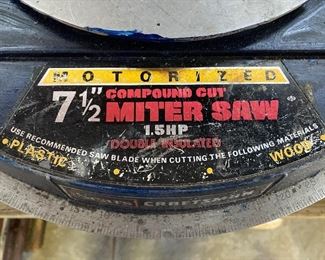 MOTORIZED
7 1/2" COMPOUND CUT
MITER SAW
1.5HP
DOUBLE INSULATED
USE RECOMMENDED SAW BLADE WHEN CUTTING THE FOLLOWING MATERIALS
•PLASTIC WOOD•
CRAFTSMAN